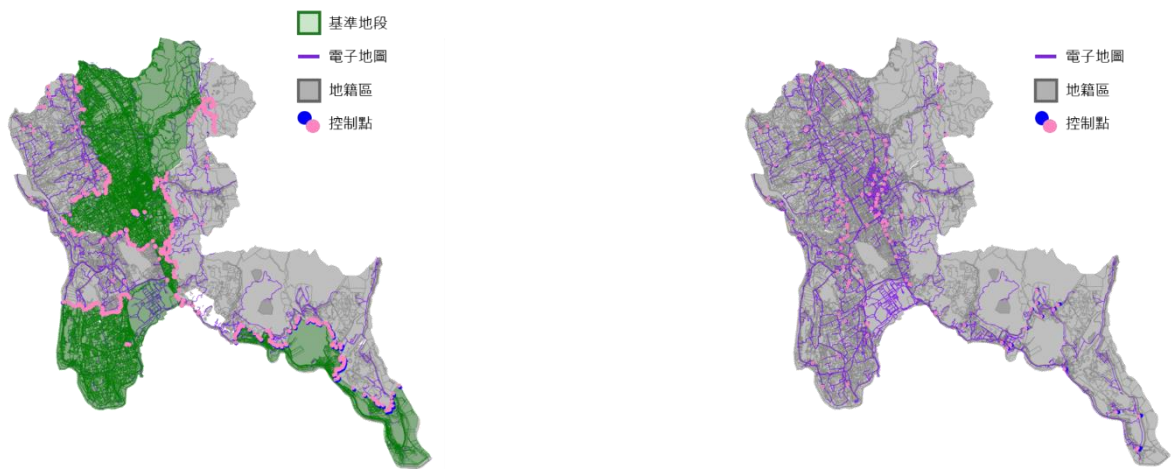 基準地段
電子地圖
地籍區
控制點
電子地圖
地籍區
控制點